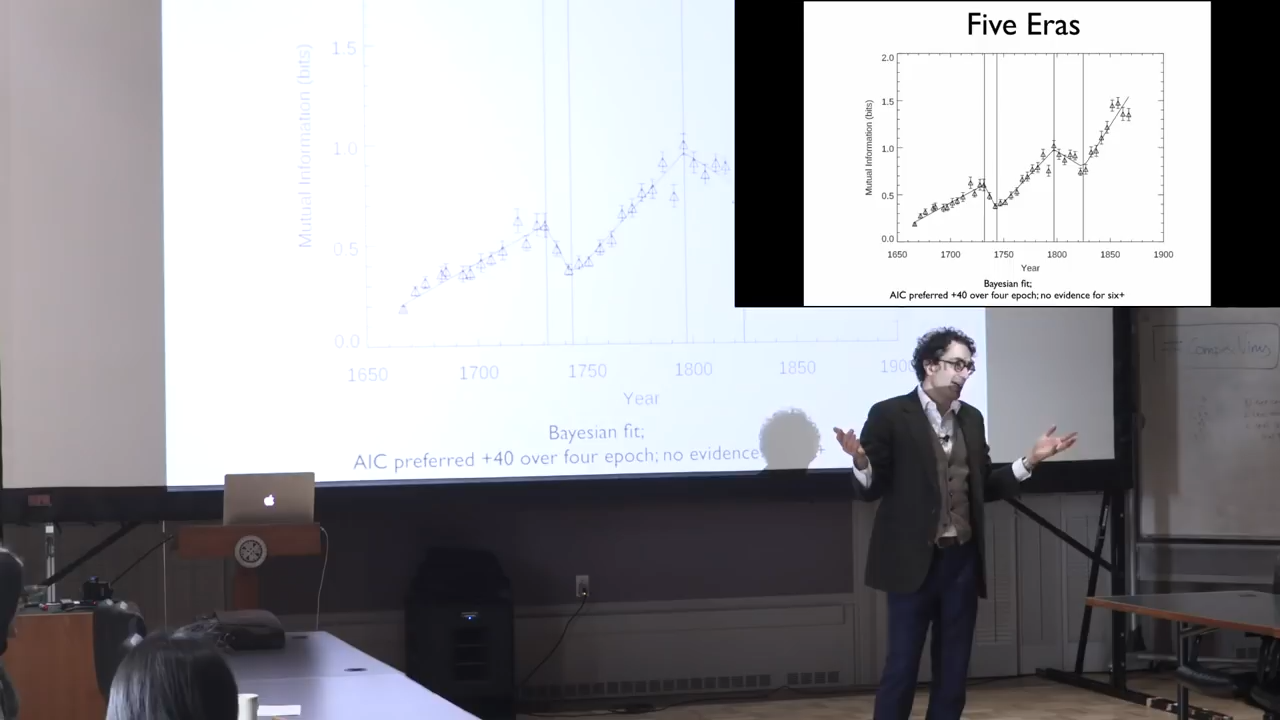 1.5
1.0
0.5
0.0
Mutual Information (bits)
1650
1700
1750
1800
1850
1900
Year
Bayesian fit;
AIC preferred +40 over four epoch; no evidence
+
Five Eras
2.0
1.5
1.0
0.5
0.0
Mutual Information (bits)
1650
1700
1750
1800
1850
1900
Year
Bayesian fit;
AIC preferred +40 over four epoch; no evidence for six+